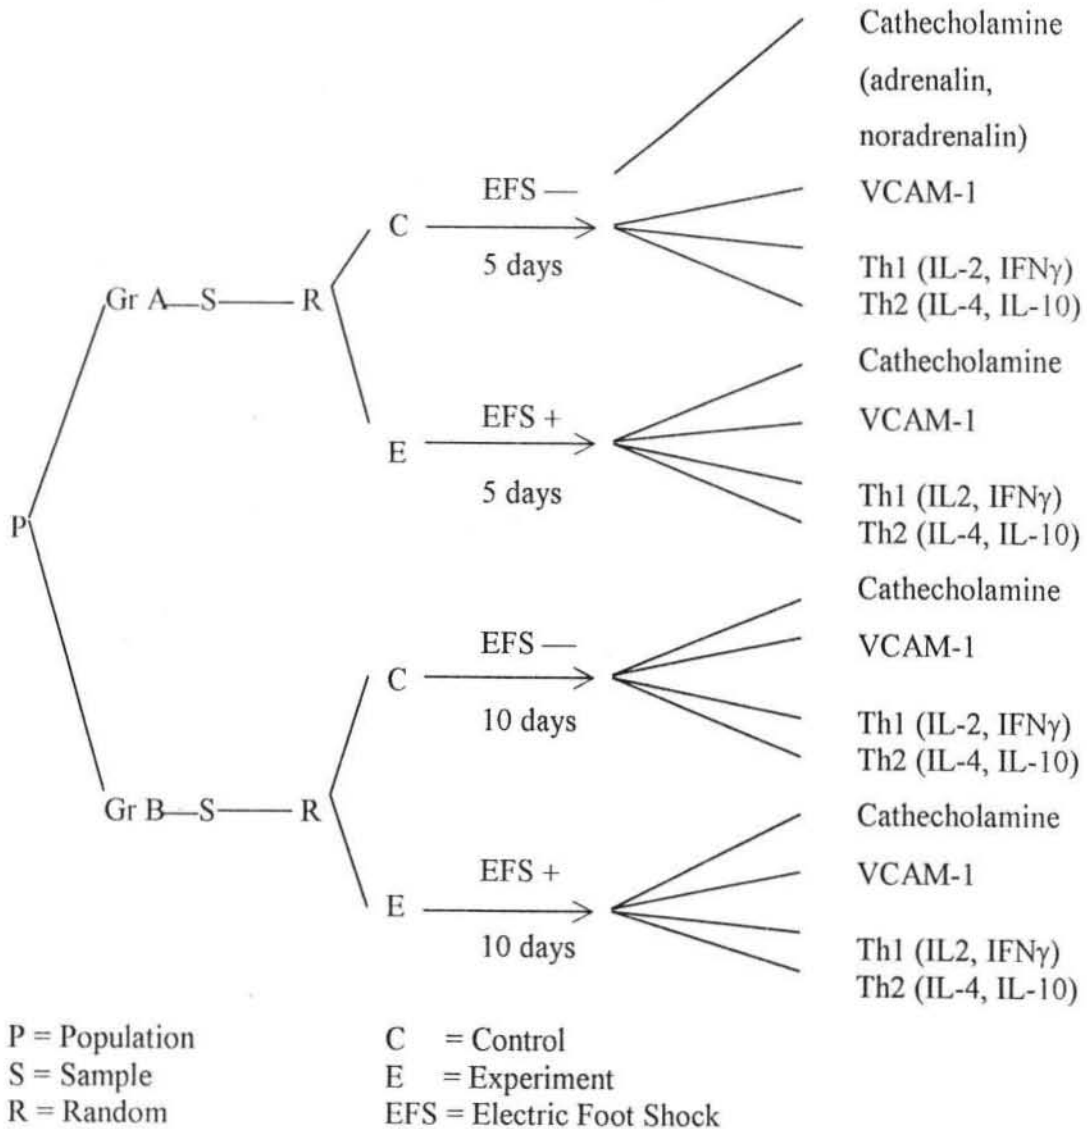 Cathecholamine
(adrenalin,
noradrenalin)
EFS —
VCAM-1
C
5 days
Th1 (IL-2, IFNγ)
Gr A—S——R
Th2 (IL-4, IL-10)
Cathecholamine
EFS +
VCAM-1
E
5 days
Th1 (IL2, IFNγ)
P
Th2 (IL-4, IL-10)
Cathecholamine
EFS —
VCAM-1
C
10 days
Th1 (IL-2, IFNγ)
Th2 (IL-4, IL-10)
Gr B—S——R
Cathecholamine
EFS +
VCAM-1
E
10 days
Th1 (IL2, IFNγ)
Th2 (IL-4, IL-10)
P = Population
C = Control
S = Sample
E = Experiment
R = Random
EFS = Electric Foot Shock